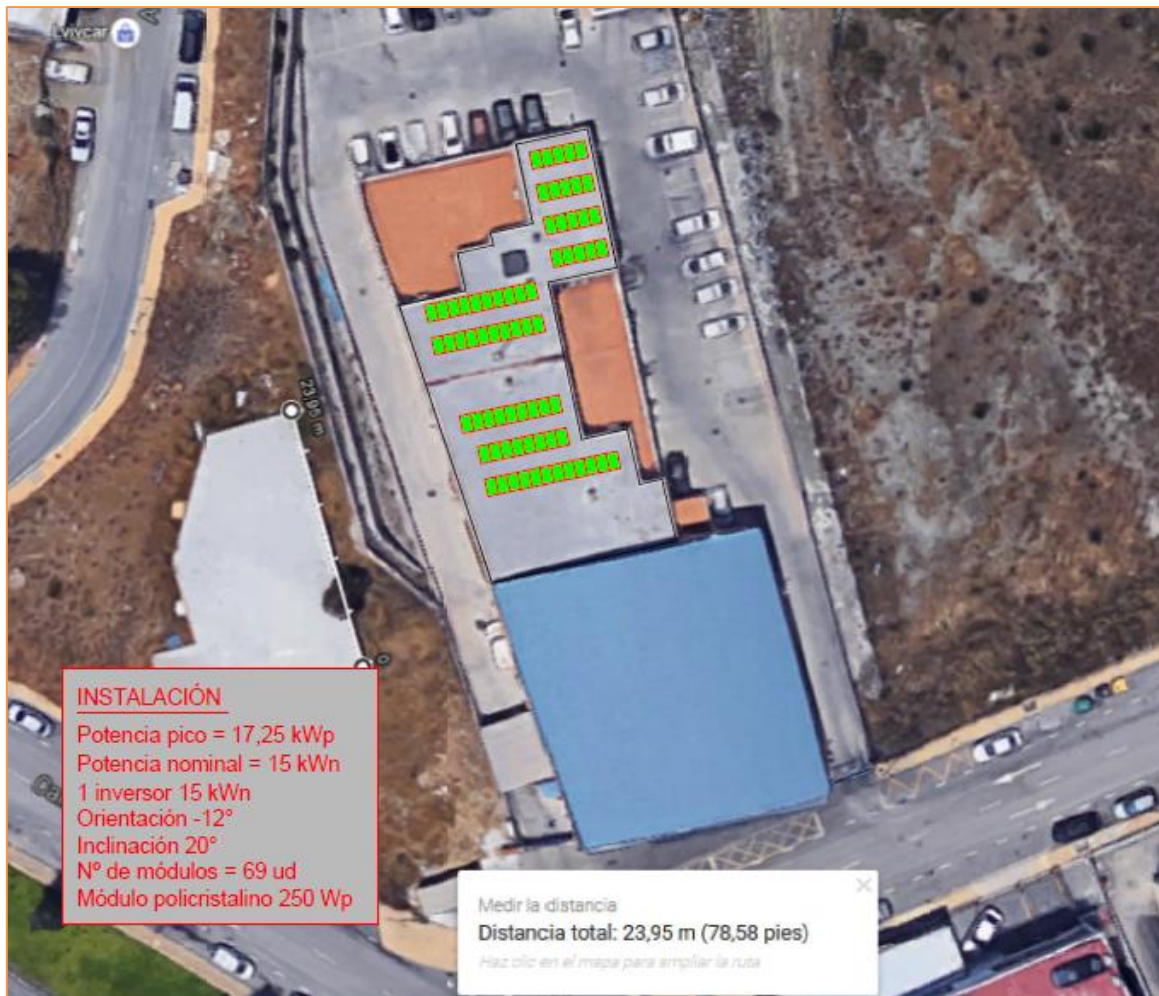 Lvivcar
23,95 m
0
INSTALACIÓN
Potencia pico = 17,25 kWp
Potencia nominal = 15 kWn
1 inversor 15 kWn
Orientación -12°
Inclinación 20°
Nº de módulos = 69 ud
Módulo policristalino 250 Wp
Medir la distancia
Distancia total: 23,95 m (78,58 pies)
Haz clic en el mapa para ampliar la ruta